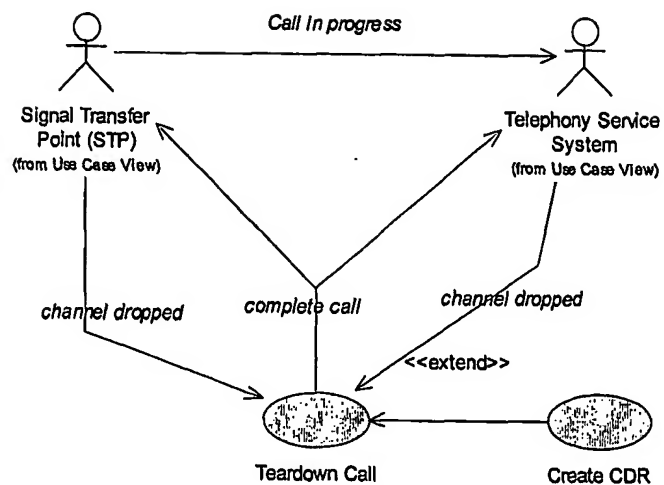 Call In progress
Signal Transfer
Point (STP)
(from Use Case View)
Telephony Service
System
(from Use Case View)
channel dropped
complete call
channel dropped
<<extend>>
Teardown Call
Create CDR